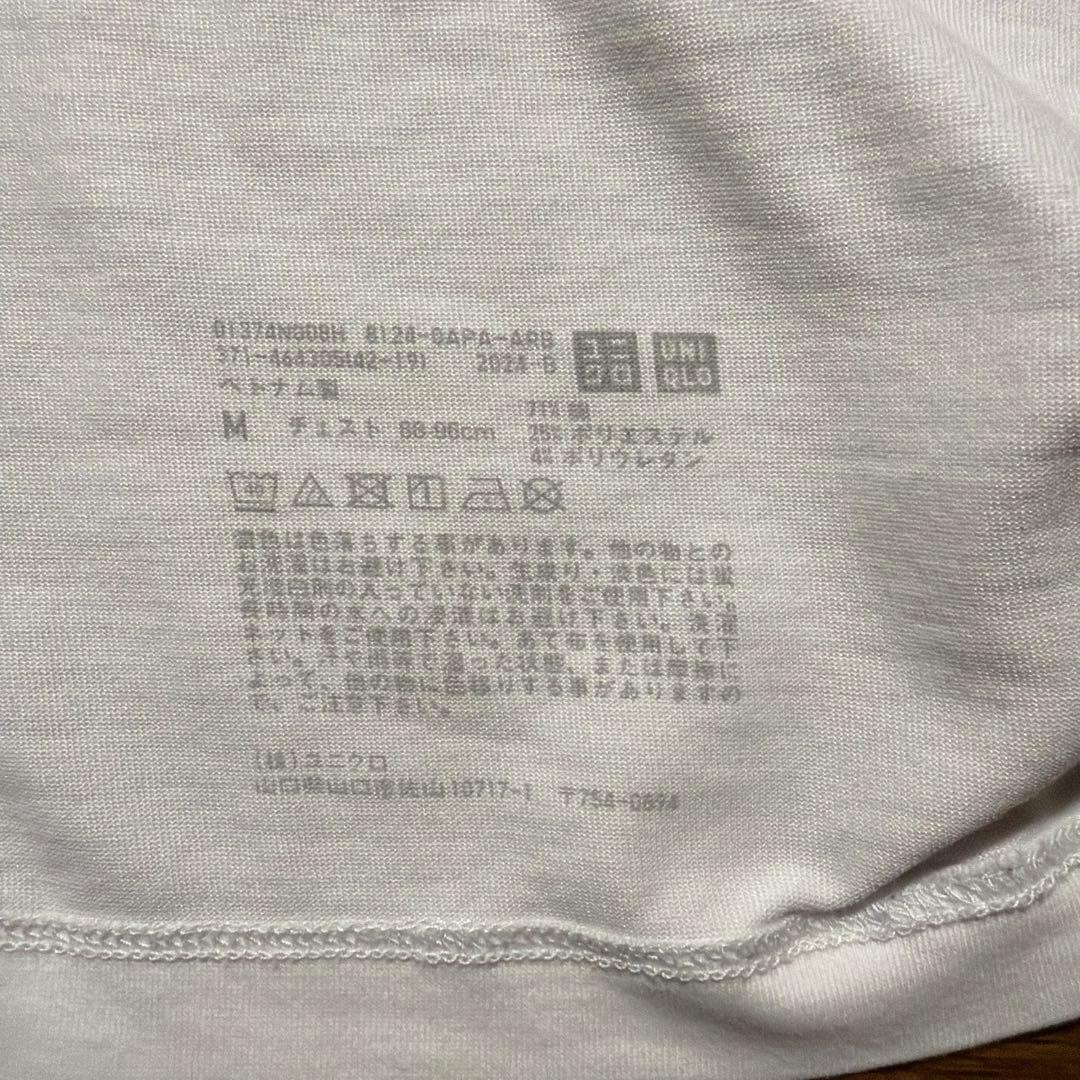 01374N008H 8124-0APA-ARB
371-464305(42-19) 2024-
ユニクロ
UNIQLO
ベトナム製
71% 綿
M チェスト 88-96cm
25% ポリエステル
4% ポリウレタン
濃色は色落ちする事があります。他の物との
お洗濯はお避け下さい。生成り・淡色には蛍
光増白剤の入っていない洗剤をご使用下さい。
長時間の水への浸漬はお避け下さい。洗濯
ネットをご使用下さい。あて布を使用して下
さい。汗や雨等で湿った状態、または摩擦に
よって、他の物に色移りする事がありますの
で、ご注意下さい。
(株)ユニクロ
山口県山口市佐山10717-1 〒754-0894